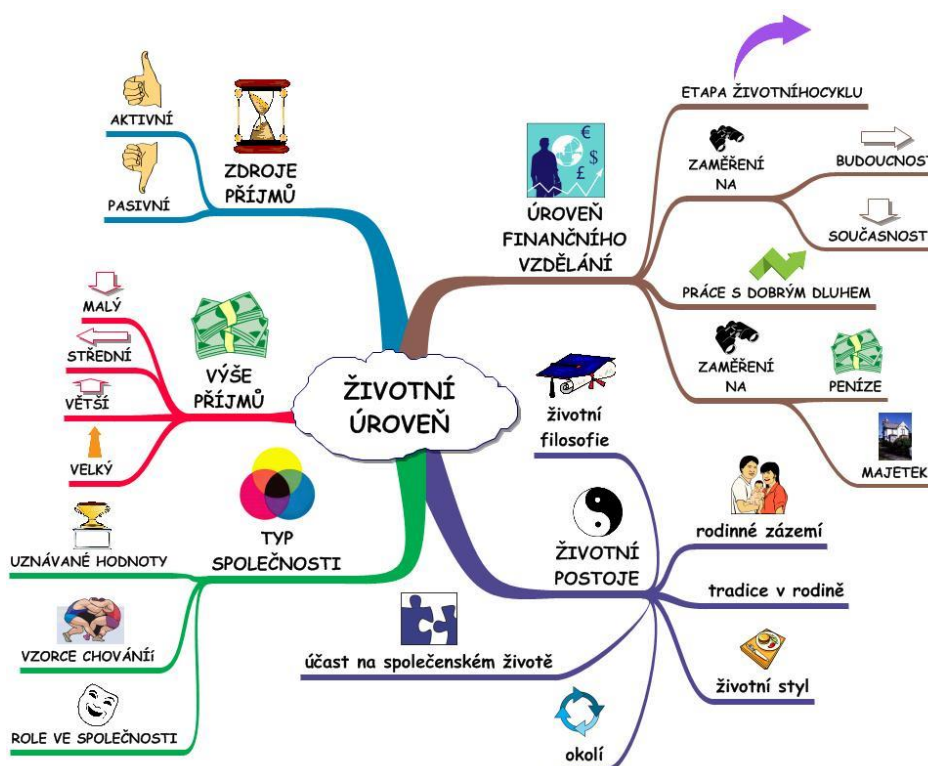 ŽIVOTNÍ
ÚROVEŇ
ZDROJE
PŘÍJMŮ
AKTIVNÍ
PASIVNÍ
VÝŠE
PŘÍJMŮ
MALÝ
STŘEDNÍ
VĚTŠÍ
VELKÝ
TYP
SPOLEČNOSTI
UZNÁVANÉ HODNOTY
VZORCE CHOVÁNÍí
ROLE VE SPOLEČNOSTI
ÚROVEŇ
FINANČNÍHO
VZDĚLÁNÍ
€
$
£
ETAPA ŽIVOTNÍHOCYKLU
ZAMĚŘENÍ
NA
BUDOUCNOST
SOUČASNOST
PRÁCE S DOBRÝM DLUHEM
ZAMĚŘENÍ
NA
PENÍZE
MAJETEK
ŽIVOTNÍ
POSTOJE
životní
filosofie
rodinné zázemí
tradice v rodině
životní styl
účast na společenském životě
okolí